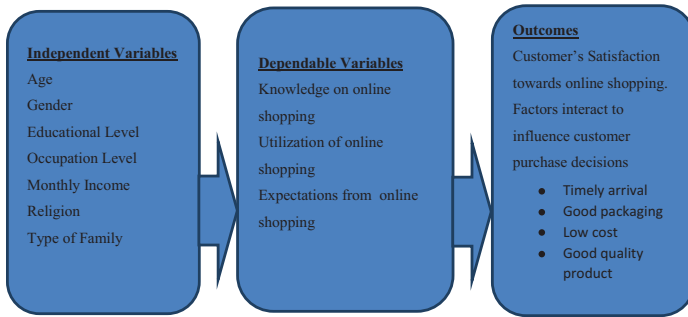 Independent Variables
Age
Gender
Educational Level
Occupation Level
Monthly Income
Religion
Type of Family
Dependable Variables
Knowledge on online
shopping
Utilization of online
shopping
Expectations from online
shopping
Outcomes
Customer's Satisfaction
towards online shopping.
Factors interact to
influence customer
purchase decisions
● Timely arrival
● Good packaging
● Low cost
● Good quality
product